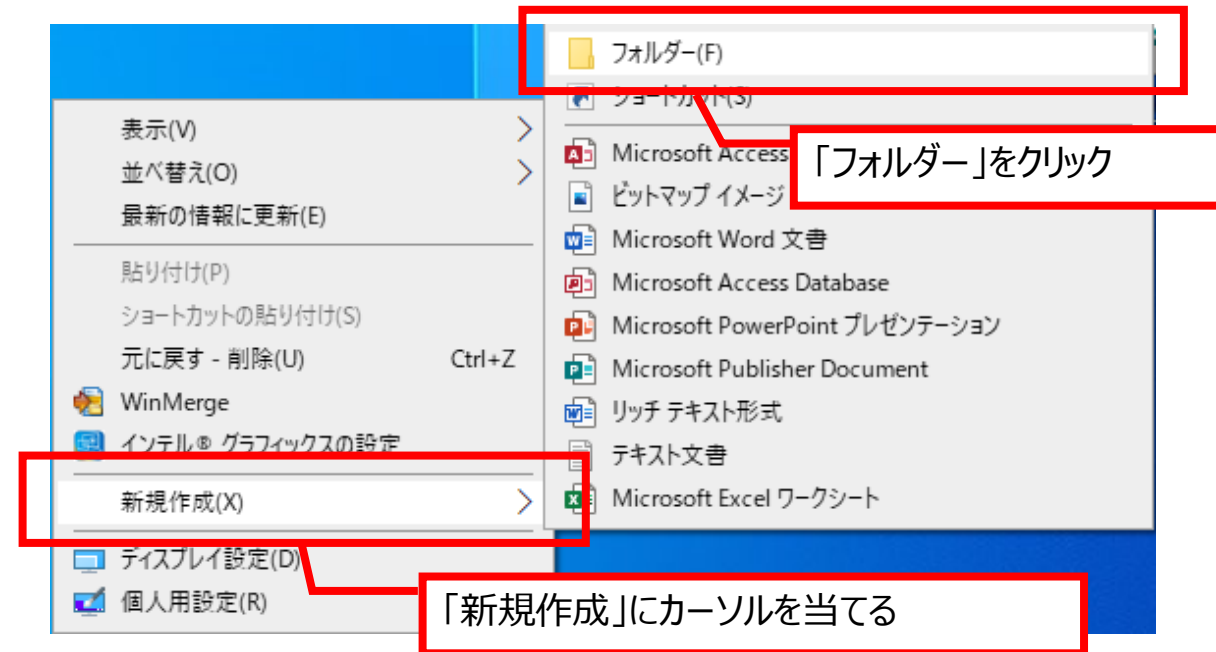 フォルダー(F)
ショートカット(S)
「フォルダー」をクリック
Microsoft Access
ビットマップ イメージ
Microsoft Word 文書
Microsoft Access Database
Microsoft PowerPoint プレゼンテーション
Microsoft Publisher Document
リッチ テキスト形式
テキスト文書
Microsoft Excel ワークシート
表示(V)
並べ替え(O)
最新の情報に更新(E)
貼り付け(P)
ショートカットの貼り付け(S)
元に戻す - 削除(U) Ctrl+Z
WinMerge
インテル® グラフィックスの設定
新規作成(X)
ディスプレイ設定(D)
個人用設定(R)
「新規作成」にカーソルを当てる